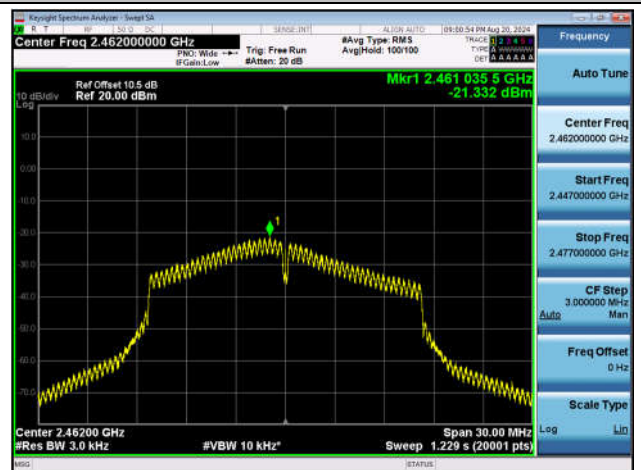 Keysight Spectrum Analyzer - Swept SA
R T RF 50 Ω DC SENSE:INT ALIGN AUTO 09:00:54 PM Aug 20, 2024
Center Freq 2.462000000 GHz
PNO: Wide
IFGain:Low
Trig: Free Run
#Atten: 20 dB
#Avg Type: RMS
Avg|Hold: 100/100
TRACE 1 2 3 4 5 6
TYPE A WWWWW
DET A A A A A A
Ref Offset 10.5 dB
Ref 20.00 dBm
10 dB/div
Log
Mkr1 2.461 035 5 GHz
-21.332 dBm
10.0
0.00
-10.0
-20.0
-30.0
-40.0
-50.0
-60.0
-70.0
1
Center 2.46200 GHz
#Res BW 3.0 kHz
#VBW 10 kHz*
Span 30.00 MHz
Sweep 1.229 s (20001 pts)
MSG
STATUS
Frequency
Auto Tune
Center Freq
2.462000000 GHz
Start Freq
2.447000000 GHz
Stop Freq
2.477000000 GHz
CF Step
3.000000 MHz
Auto Man
Freq Offset
0 Hz
Scale Type
Log Lin